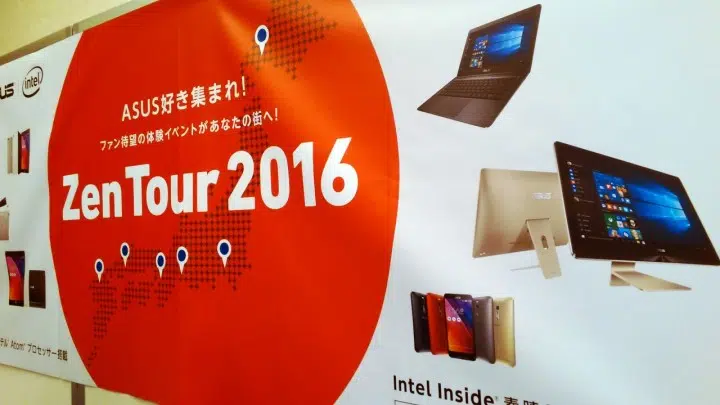 intel
ASUS好き集まれ!
ファン待望の体験イベントがあなたの街へ!
Zen Tour 2016
Atom プロセッサー搭載
Intel Inside®